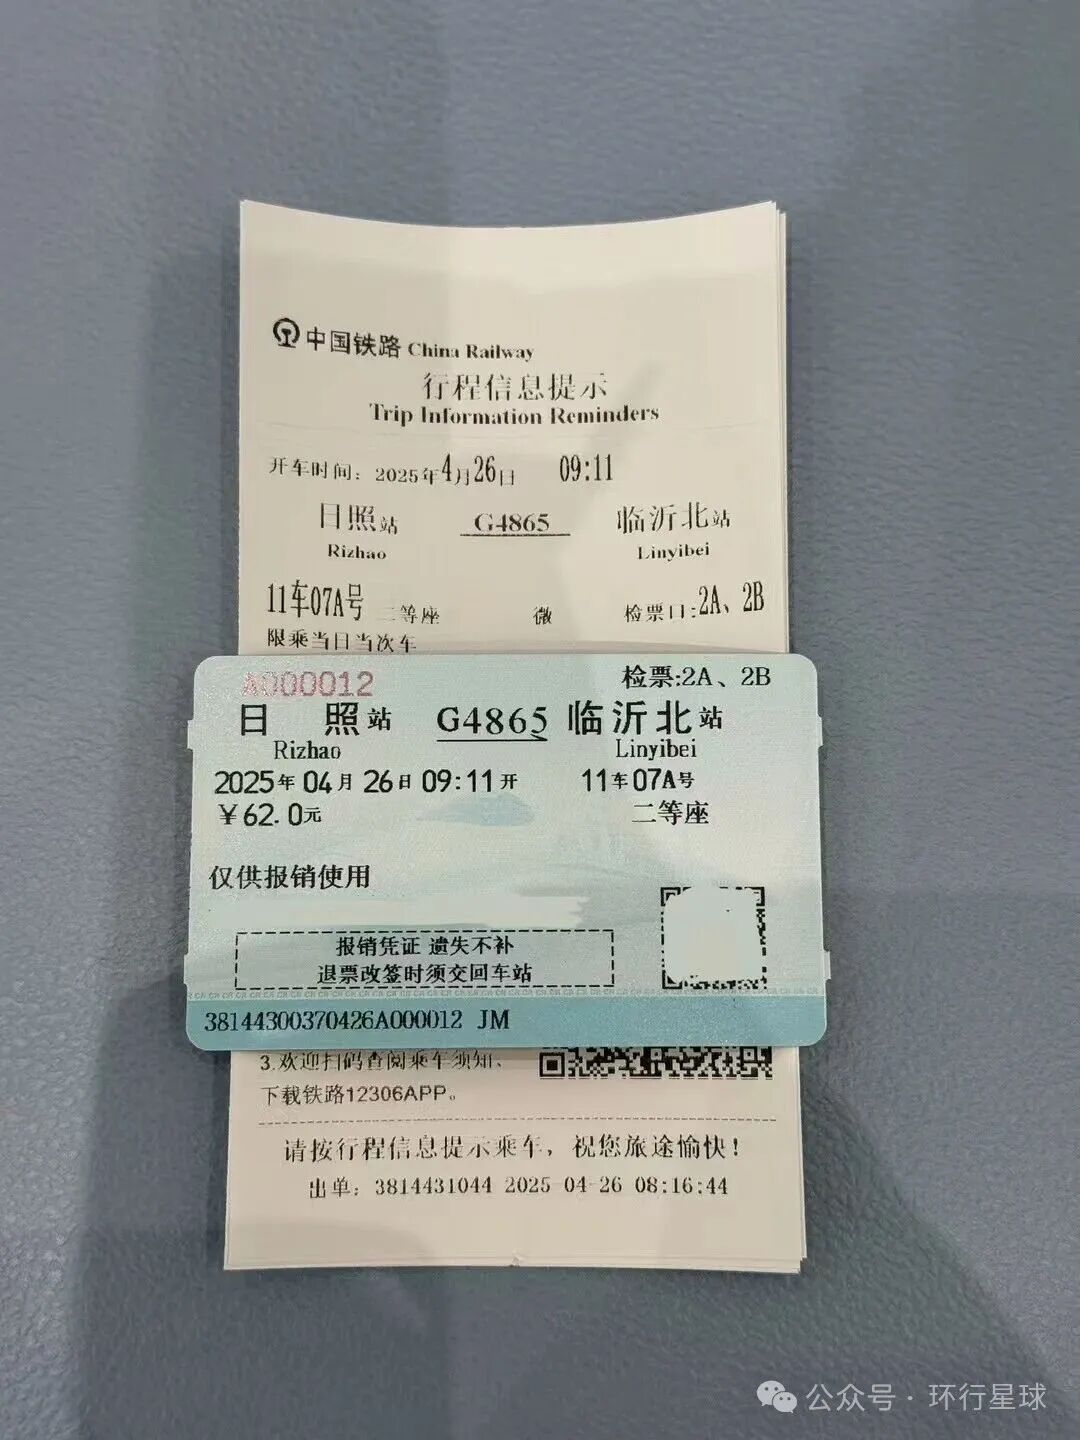 中国铁路 China Railway
行程信息提示
Trip Information Reminders
开车时间：2025年4月26日 09:11
日照站 G4865 临沂北站
Rizhao Linyibei
11车07A号 二等座 微 检票口:2A、2B
限乘当日当次车
A000012 检票:2A、2B
日照站 G4865 临沂北站
Rizhao Linyibei
2025年04月26日09:11开 11车07A号
￥62.0元 二等座
仅供报销使用
报销凭证 遗失不补
退票改签时须交回车站
38144300370426A000012 JM
3.欢迎扫码查阅乘车须知、
下载铁路12306APP。
请按行程信息提示乘车，祝您旅途愉快！
出单：3814431044 2025-04-26 08:16:44
公众号·环行星球